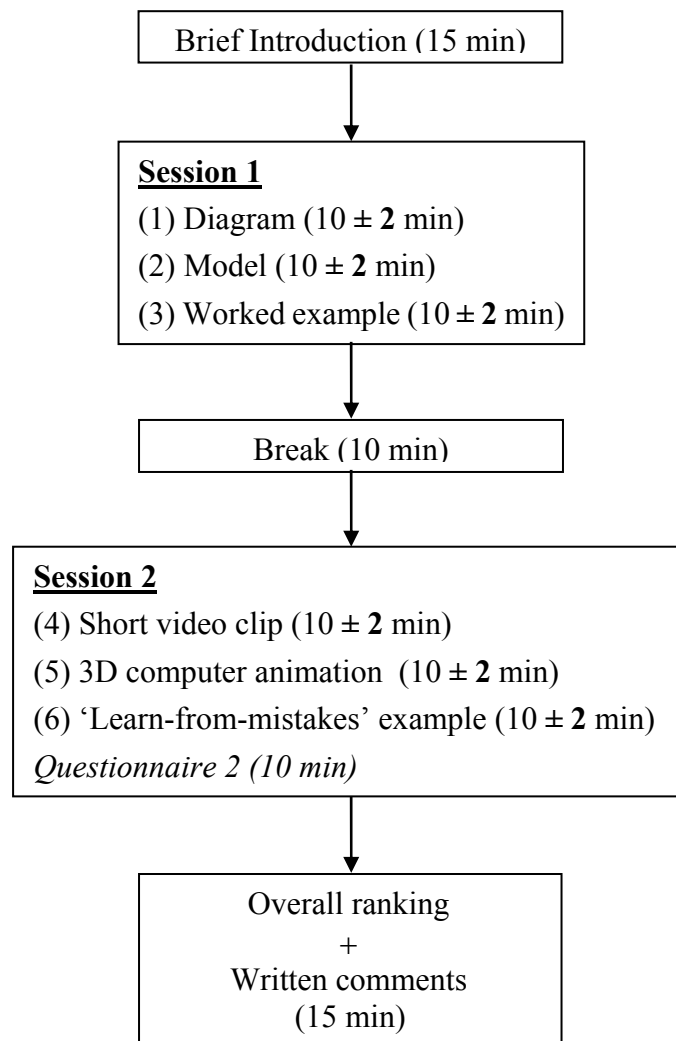 Brief Introduction (15 min)
Session 1
(1) Diagram (10 ± 2 min)
(2) Model (10 ± 2 min)
(3) Worked example (10 ± 2 min)
Break (10 min)
Session 2
(4) Short video clip (10 ± 2 min)
(5) 3D computer animation (10 ± 2 min)
(6) ‘Learn-from-mistakes’ example (10 ± 2 min)
Questionnaire 2 (10 min)
Overall ranking
+
Written comments
(15 min)